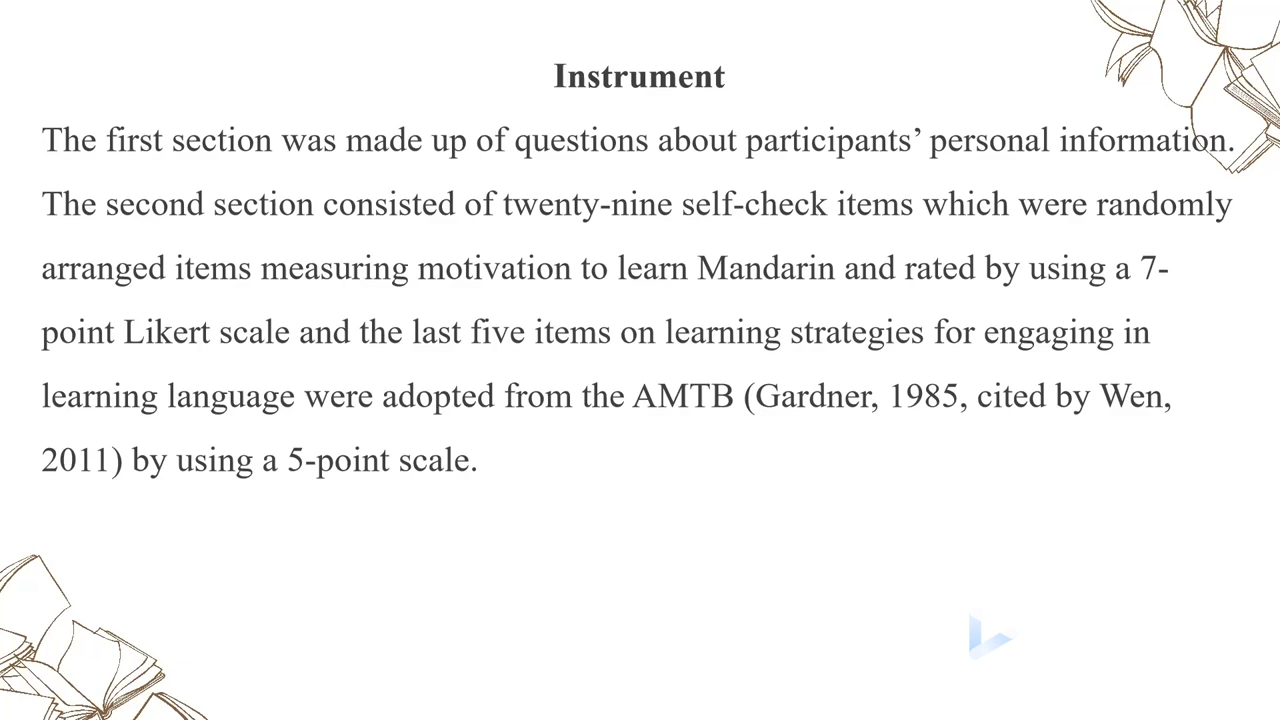 Instrument
The first section was made up of questions about participants’ personal information.
The second section consisted of twenty-nine self-check items which were randomly
arranged items measuring motivation to learn Mandarin and rated by using a 7-
point Likert scale and the last five items on learning strategies for engaging in
learning language were adopted from the AMTB (Gardner, 1985, cited by Wen,
2011) by using a 5-point scale.